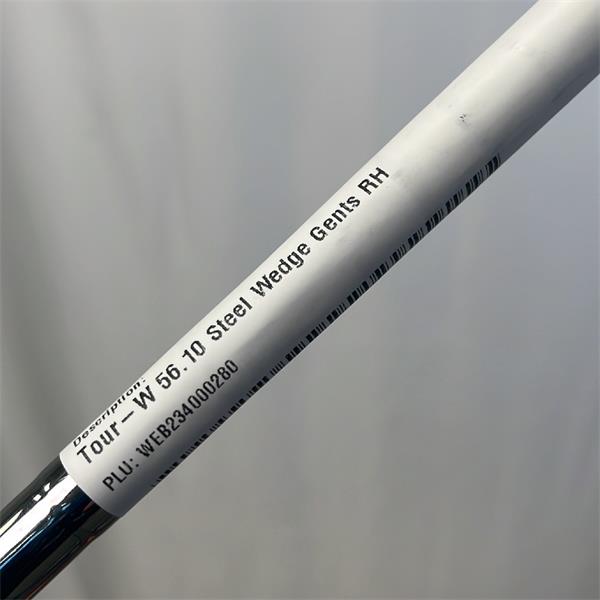 Description:
Tour-W 56.10 Steel Wedge Gents RH
PLU: WEB234000280